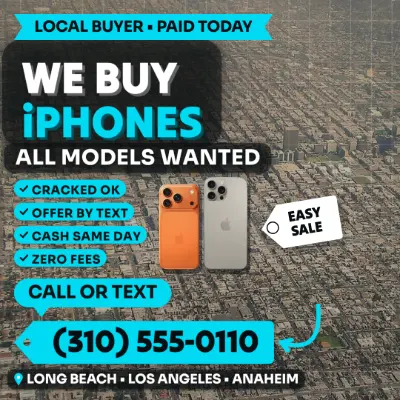 LOCAL BUYER • PAID TODAY
WE BUY
iPHONES
ALL MODELS WANTED
CRACKED OK
OFFER BY TEXT
CASH SAME DAY
ZERO FEES
EASY
SALE
CALL OR TEXT
(310) 555-0110
LONG BEACH • LOS ANGELES • ANAHEIM